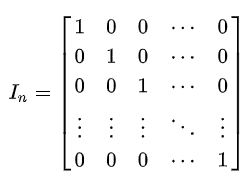 I_n = [ 1 0 0 ⋯ 0
0 1 0 ⋯ 0
0 0 1 ⋯ 0
⋮ ⋮ ⋮ ⋱ ⋮
0 0 0 ⋯ 1 ]